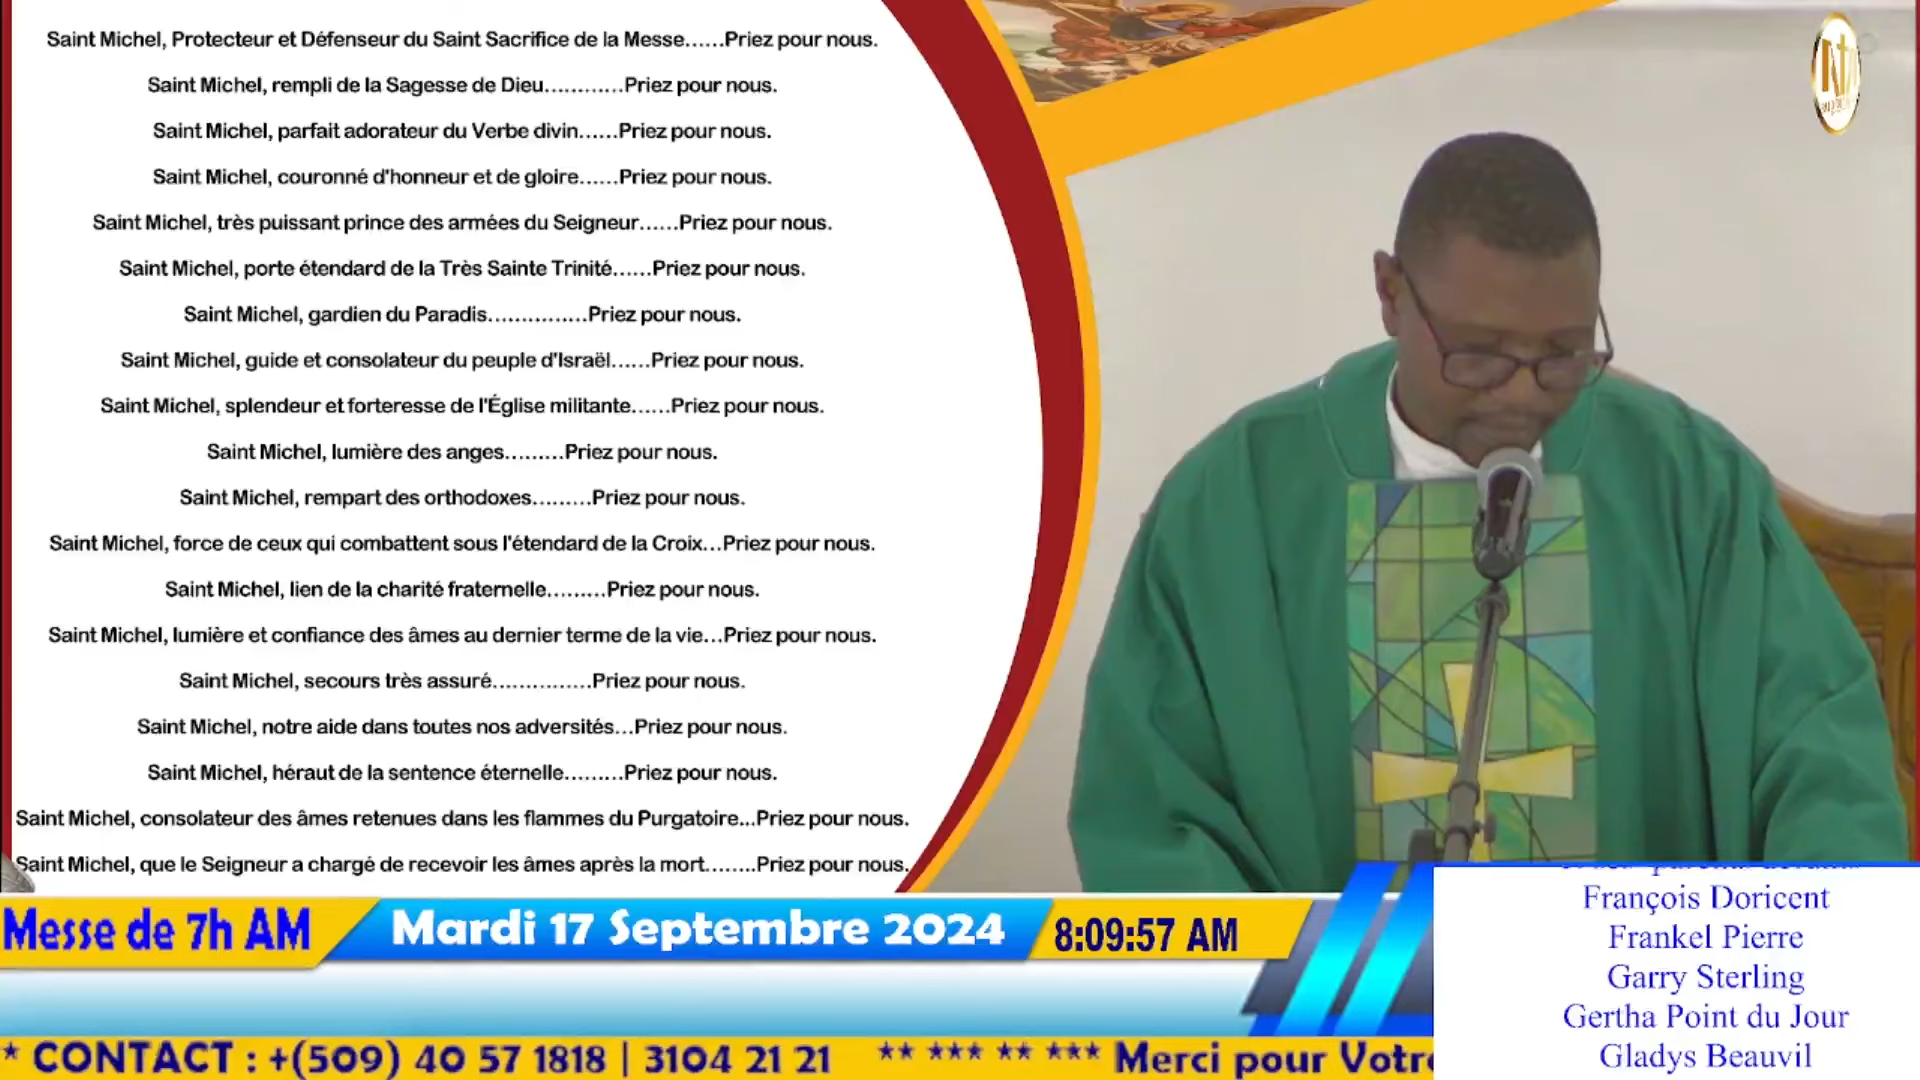 Saint Michel, Protecteur et Défenseur du Saint Sacrifice de la Messe......Priez pour nous.
Saint Michel, rempli de la Sagesse de Dieu............Priez pour nous.
Saint Michel, parfait adorateur du Verbe divin......Priez pour nous.
Saint Michel, couronné d'honneur et de gloire......Priez pour nous.
Saint Michel, très puissant prince des armées du Seigneur......Priez pour nous.
Saint Michel, porte étendard de la Très Sainte Trinité......Priez pour nous.
Saint Michel, gardien du Paradis...............Priez pour nous.
Saint Michel, guide et consolateur du peuple d'Israël......Priez pour nous.
Saint Michel, splendeur et forteresse de l'Église militante......Priez pour nous.
Saint Michel, lumière des anges.........Priez pour nous.
Saint Michel, rempart des orthodoxes.........Priez pour nous.
Saint Michel, force de ceux qui combattent sous l'étendard de la Croix...Priez pour nous.
Saint Michel, lien de la charité fraternelle.........Priez pour nous.
Saint Michel, lumière et confiance des âmes au dernier terme de la vie...Priez pour nous.
Saint Michel, secours très assuré...............Priez pour nous.
Saint Michel, notre aide dans toutes nos adversités...Priez pour nous.
Saint Michel, héraut de la sentence éternelle.........Priez pour nous.
Saint Michel, consolateur des âmes retenues dans les flammes du Purgatoire...Priez pour nous.
Saint Michel, que le Seigneur a chargé de recevoir les âmes après la mort........Priez pour nous.
Messe de 7h AM
Mardi 17 Septembre 2024
8:09:57 AM
François Doricent
Frankel Pierre
Garry Sterling
Gertha Point du Jour
Gladys Beauvil
* CONTACT : +(509) 40 57 1818 | 3104 21 21 ** *** ** *** Merci pour Votre